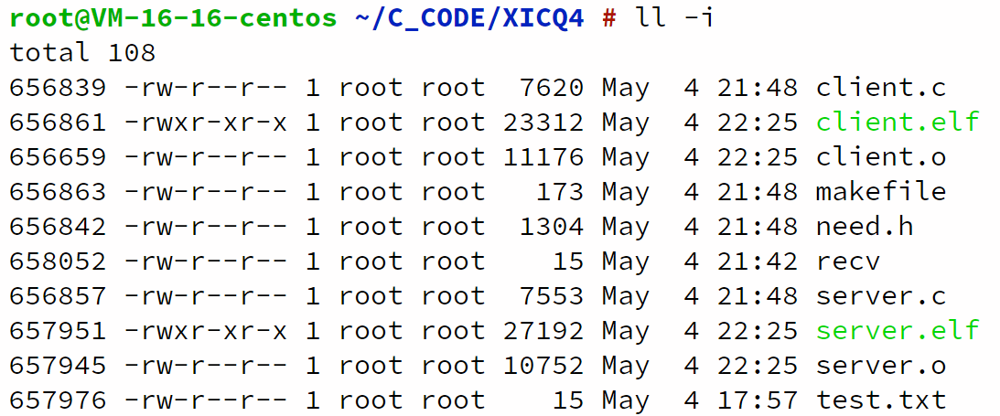 root@VM-16-16-centos ~/C_CODE/XICQ4 # ll -i
total 108
656839 -rw-r--r-- 1 root root  7620 May  4 21:48 client.c
656861 -rwxr-xr-x 1 root root 23312 May  4 22:25 client.elf
656659 -rw-r--r-- 1 root root 11176 May  4 22:25 client.o
656863 -rw-r--r-- 1 root root   173 May  4 21:48 makefile
656842 -rw-r--r-- 1 root root  1304 May  4 21:48 need.h
658052 -rw-r--r-- 1 root root    15 May  4 21:42 recv
656857 -rw-r--r-- 1 root root  7553 May  4 21:48 server.c
657951 -rwxr-xr-x 1 root root 27192 May  4 22:25 server.elf
657945 -rw-r--r-- 1 root root 10752 May  4 22:25 server.o
657976 -rw-r--r-- 1 root root    15 May  4 17:57 test.txt